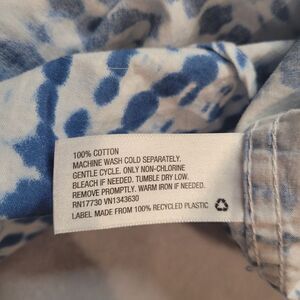 100% COTTON
MACHINE WASH COLD SEPARATELY.
GENTLE CYCLE. ONLY NON-CHLORINE
BLEACH IF NEEDED. TUMBLE DRY LOW.
REMOVE PROMPTLY. WARM IRON IF NEEDED.
RN17730 VN1343630
LABEL MADE FROM 100% RECYCLED PLASTIC